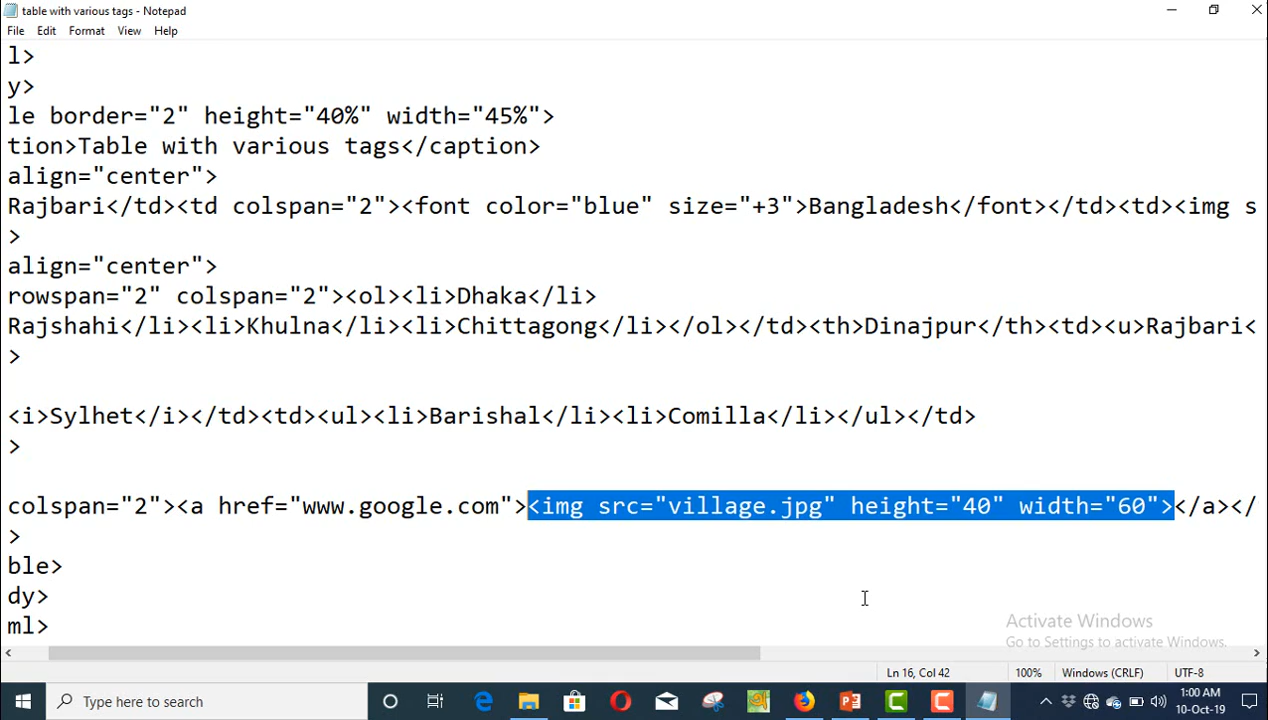 table with various tags - Notepad
File Edit Format View Help
l>
y>
le border="2" height="40%" width="45%">
tion>Table with various tags</caption>
align="center">
Rajbari</td><td colspan="2"><font color="blue" size="+3">Bangladesh</font></td><td><img s
>
align="center">
rowspan="2" colspan="2"><ol><li>Dhaka</li>
Rajshahi</li><li>Khulna</li><li>Chittagong</li></ol></td><th>Dinajpur</th><td><u>Rajbari<
>
<i>Sylhet</i></td><td><ul><li>Barishal</li><li>Comilla</li></ul></td>
>
colspan="2"><a href="www.google.com"><img src="village.jpg" height="40" width="60"></a></
>
ble>
dy>
ml>
Activate Windows
Go to Settings to activate Windows.
Ln 16, Col 42 100% Windows (CRLF) UTF-8
Type here to search
1:00 AM
10-Oct-19